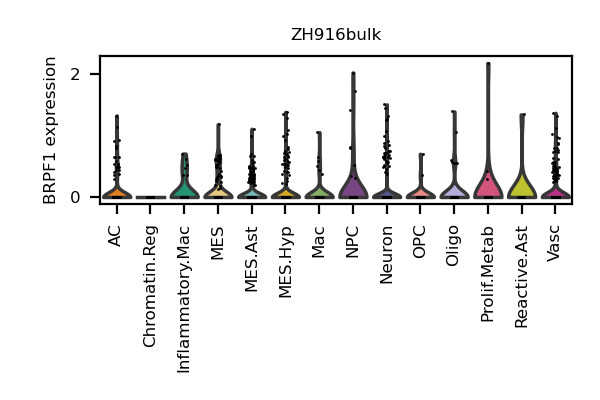 ZH916bulk
BRPF1 expression
2
0
AC
Chromatin.Reg
Inflammatory.Mac
MES
MES.Ast
MES.Hyp
Mac
NPC
Neuron
OPC
Oligo
Prolif.Metab
Reactive.Ast
Vasc